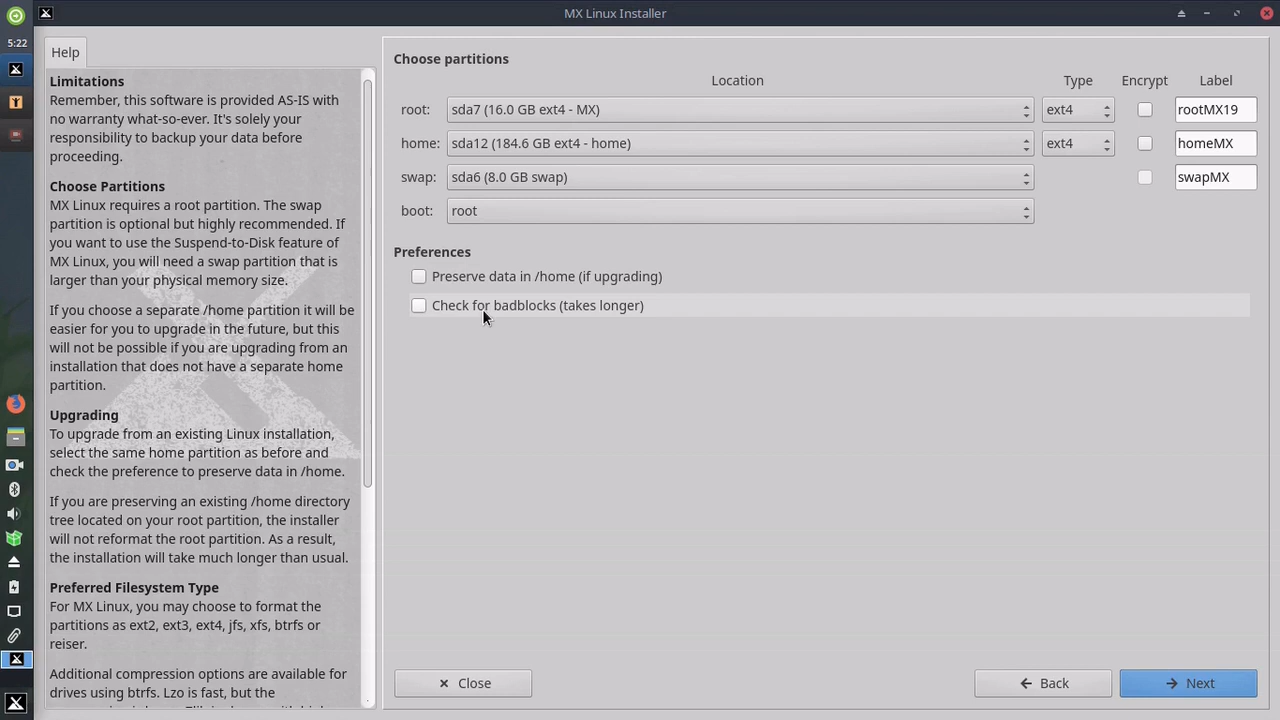 MX Linux Installer
5:22
Help
Limitations
Remember, this software is provided AS-IS with
no warranty what-so-ever. It's solely your
responsibility to backup your data before
proceeding.
Choose Partitions
MX Linux requires a root partition. The swap
partition is optional but highly recommended. If
you want to use the Suspend-to-Disk feature of
MX Linux, you will need a swap partition that is
larger than your physical memory size.
If you choose a separate /home partition it will be
easier for you to upgrade in the future, but this
will not be possible if you are upgrading from an
installation that does not have a separate home
partition.
Upgrading
To upgrade from an existing Linux installation,
select the same home partition as before and
check the preference to preserve data in /home.
If you are preserving an existing /home directory
tree located on your root partition, the installer
will not reformat the root partition. As a result,
the installation will take much longer than usual.
Preferred Filesystem Type
For MX Linux, you may choose to format the
partitions as ext2, ext3, ext4, jfs, xfs, btrfs or
reiser.
Additional compression options are available for
drives using btrfs. Lzo is fast, but the
Choose partitions
Location Type Encrypt Label
root: sda7 (16.0 GB ext4 - MX) ext4 rootMX19
home: sda12 (184.6 GB ext4 - home) ext4 homeMX
swap: sda6 (8.0 GB swap) swapMX
boot: root
Preferences
Preserve data in /home (if upgrading)
Check for badblocks (takes longer)
Close Back Next